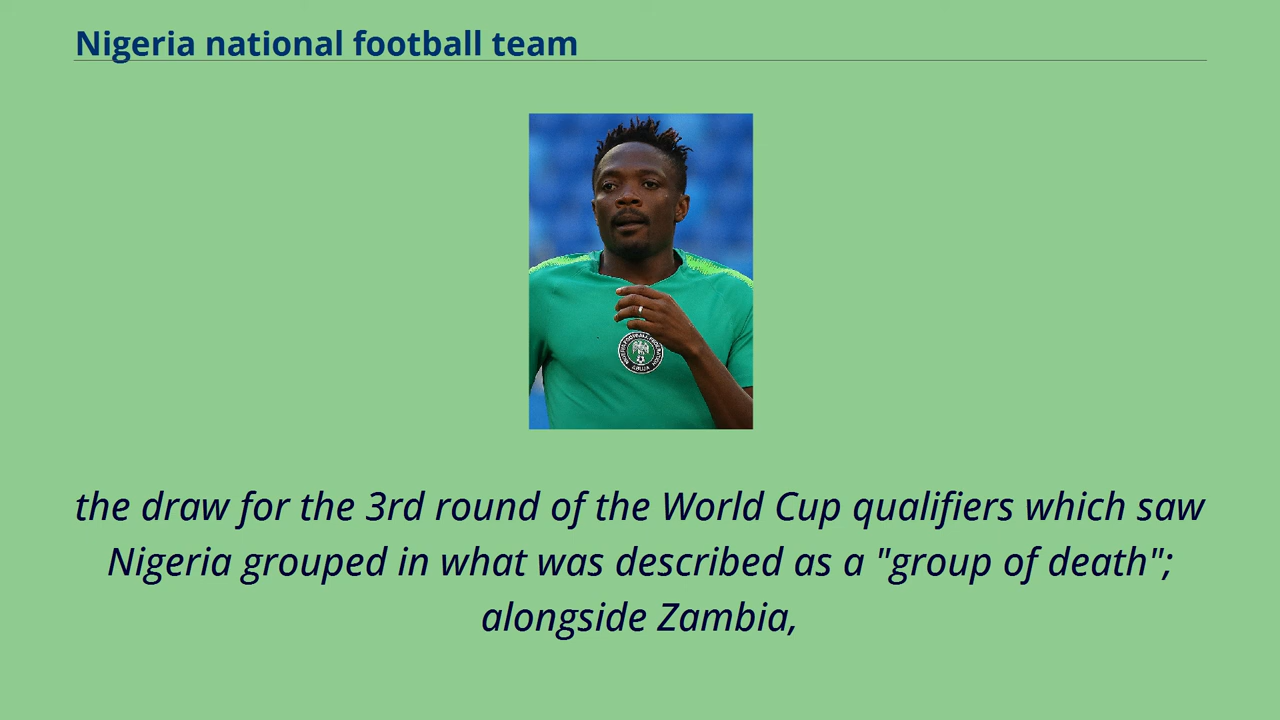 Nigeria national football team
the draw for the 3rd round of the World Cup qualifiers which saw
Nigeria grouped in what was described as a "group of death";
alongside Zambia,